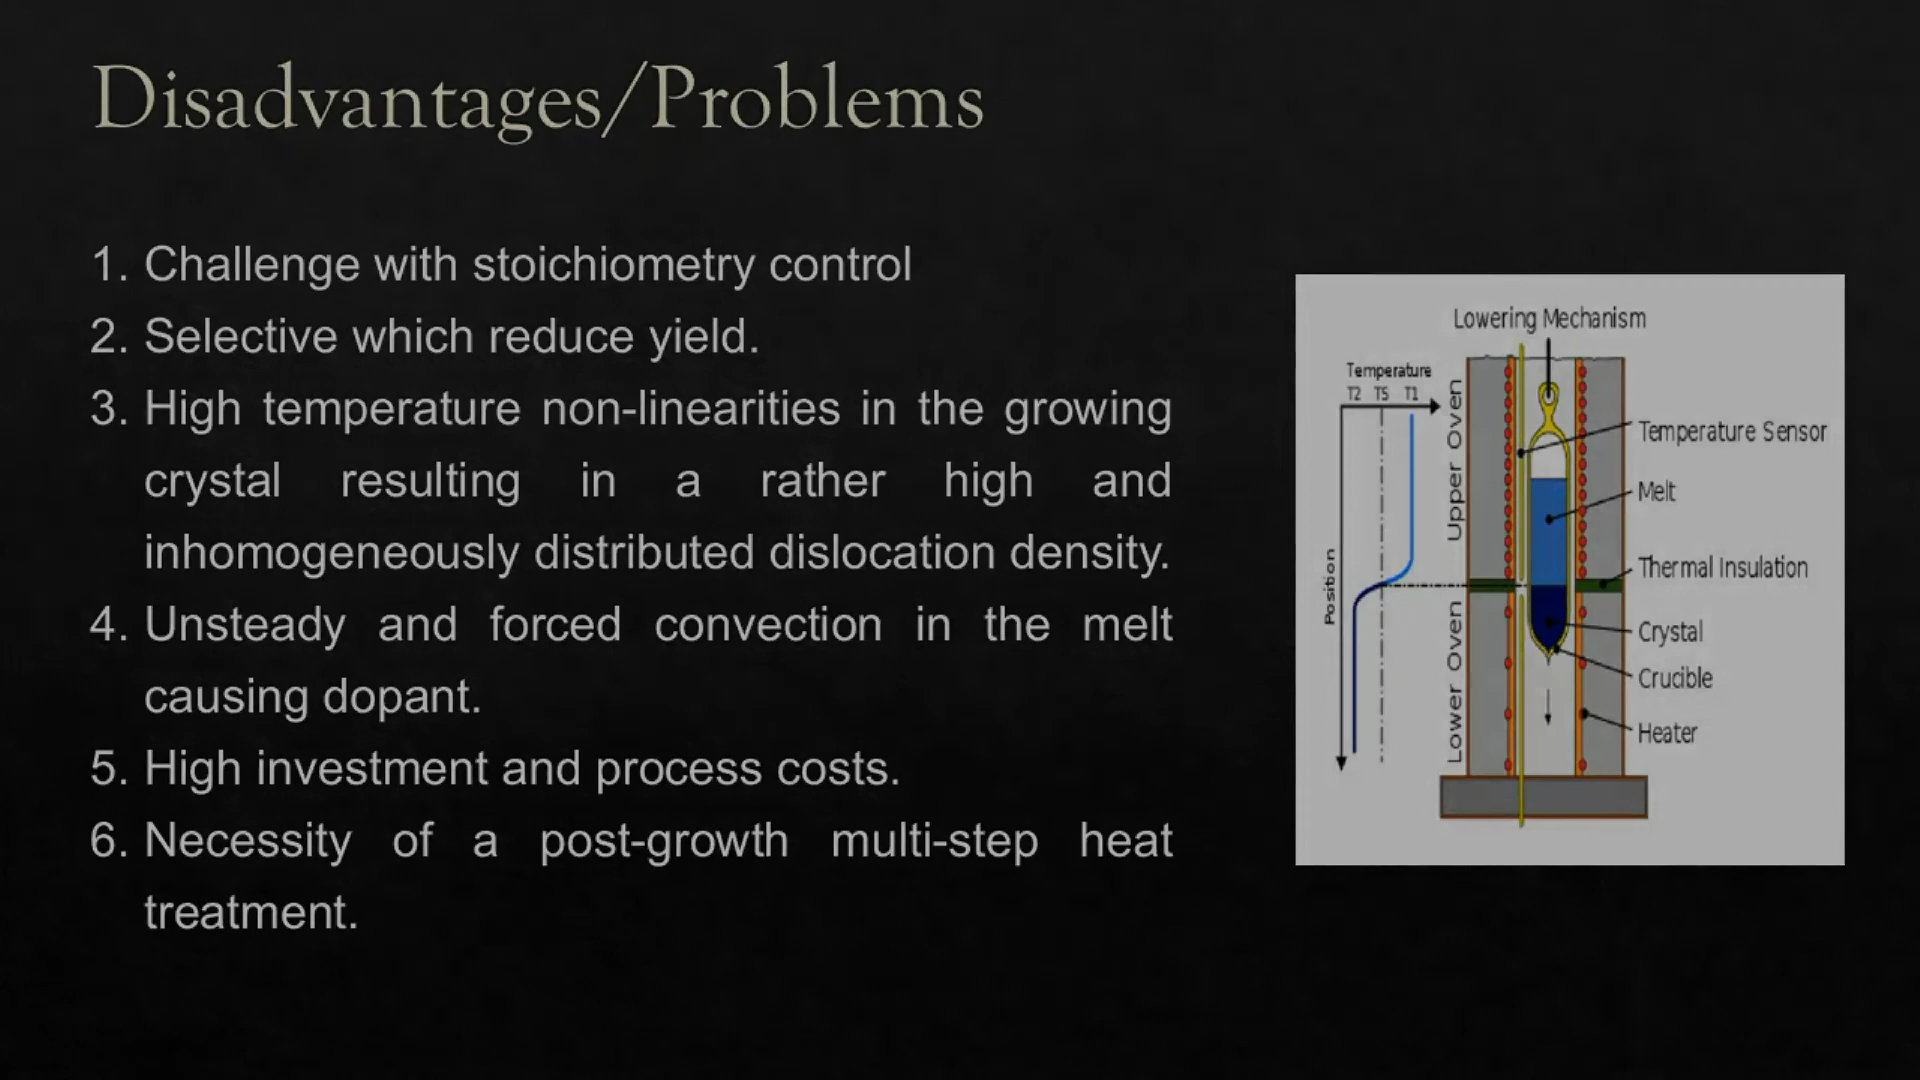 Disadvantages/Problems
1. Challenge with stoichiometry control
2. Selective which reduce yield.
3. High temperature non-linearities in the growing
crystal resulting in a rather high and
inhomogeneously distributed dislocation density.
4. Unsteady and forced convection in the melt
causing dopant.
5. High investment and process costs.
6. Necessity of a post-growth multi-step heat
treatment.
Lowering Mechanism
Temperature
T2 TS T1
Position
Upper Oven
Lower Oven
Temperature Sensor
Melt
Thermal Insulation
Crystal
Crucible
Heater